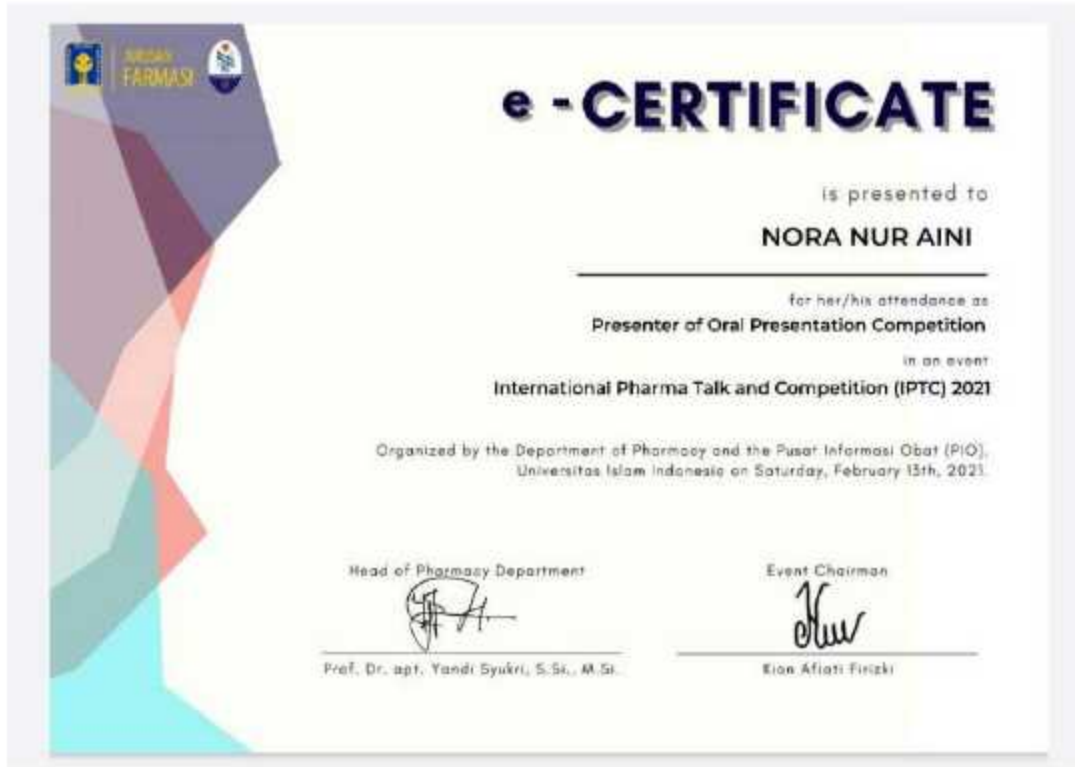 JURUSAN
FARMASI
e - CERTIFICATE
is presented to
NORA NUR AINI
for her/his attendance as
Presenter of Oral Presentation Competition
in an event
International Pharma Talk and Competition (IPTC) 2021
Organized by the Department of Pharmacy and the Pusat Informasi Obat (PIO),
Universitas Islam Indonesia on Saturday, February 13th, 2021.
Head of Pharmacy Department
Event Chairman
Prof. Dr. apt. Yandi Syukri, S.Si., M.Si.
Kian Afiati Firizki